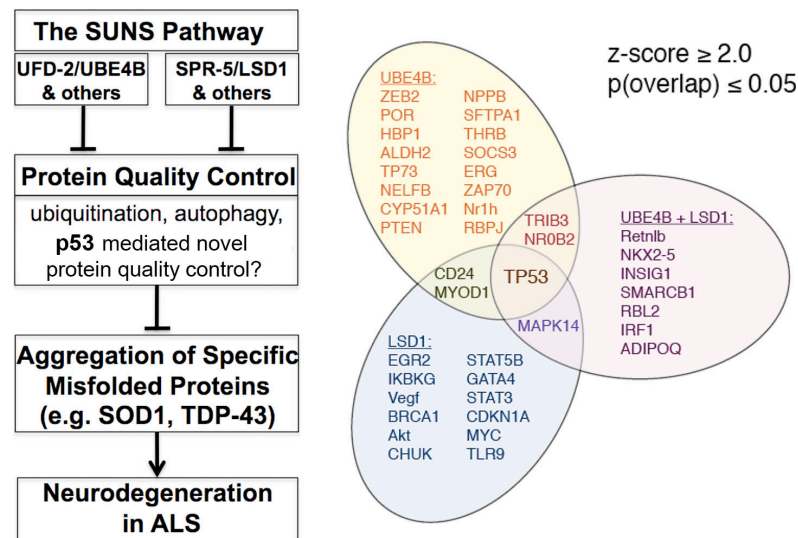 The SUNS Pathway
UFD-2/UBE4B
& others
SPR-5/LSD1
& others
Protein Quality Control
ubiquitination, autophagy,
p53 mediated novel
protein quality control?
Aggregation of Specific
Misfolded Proteins
(e.g. SOD1, TDP-43)
Neurodegeneration
in ALS
z-score ≥ 2.0
p(overlap) ≤ 0.05
UBE4B:
ZEB2 NPPB
POR SFTPA1
HBP1 THRB
ALDH2 SOCS3
TP73 ERG
NELFB ZAP70
CYP51A1 Nr1h
PTEN RBPJ
TRIB3
NR0B2
UBE4B + LSD1:
Retnlb
NKX2-5
INSIG1
SMARCB1
RBL2
IRF1
ADIPOQ
CD24
MYOD1
TP53
MAPK14
LSD1:
EGR2 STAT5B
IKBKG GATA4
Vegf STAT3
BRCA1 CDKN1A
Akt MYC
CHUK TLR9